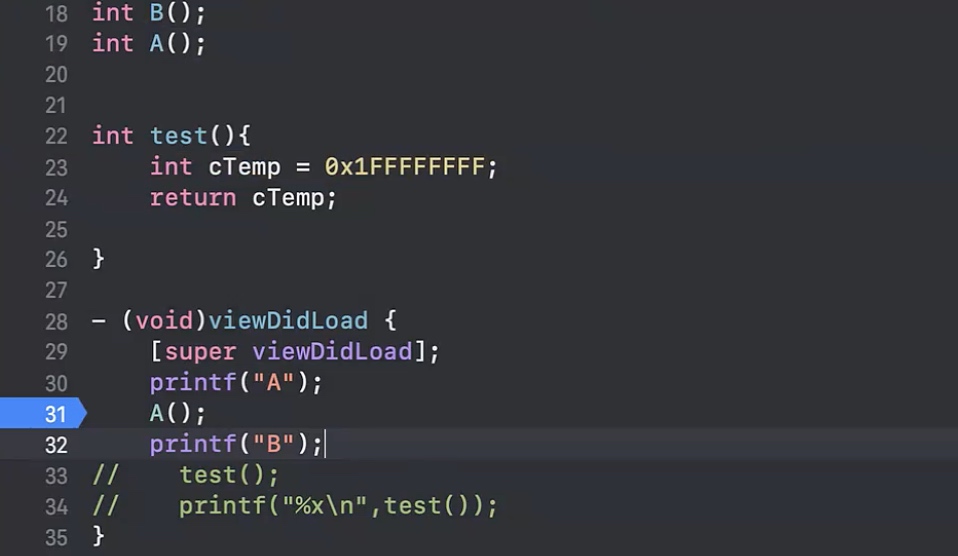 18 int B();
19 int A();
20
21
22 int test(){
23     int cTemp = 0x1FFFFFFFF;
24     return cTemp;
25
26 }
27
28 - (void)viewDidLoad {
29     [super viewDidLoad];
30     printf("A");
31     A();
32     printf("B");
33 //    test();
34 //    printf("%x\n",test());
35 }